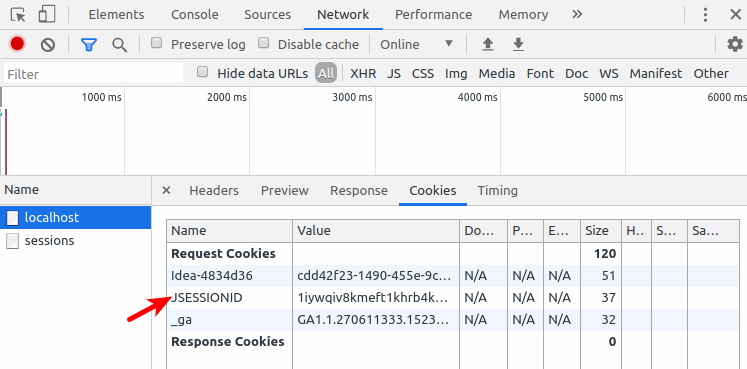 Elements Console Sources Network Performance Memory »
Preserve log Disable cache Online
Filter Hide data URLs All XHR JS CSS Img Media Font Doc WS Manifest Other
1000 ms 2000 ms 3000 ms 4000 ms 5000 ms 6000 ms
Name × Headers Preview Response Cookies Timing
localhost
sessions
Name Value Do... P... E... Size H... S... Sa...
Request Cookies 120
Idea-4834d36 cdd42f23-1490-455e-9c... N/A N/A N/A 51
JSESSIONID 1iywqiv8kmeft1khrb4k... N/A N/A N/A 37
_ga GA1.1.270611333.1523... N/A N/A N/A 32
Response Cookies 0